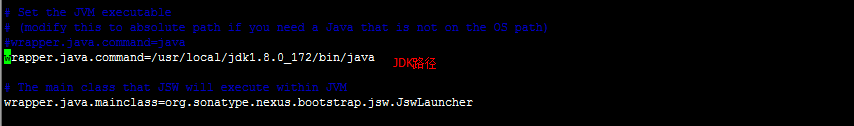 # Set the JVM executable
# (modify this to absolute path if you need a Java that is not on the OS path)
#wrapper.java.command=java
wrapper.java.command=/usr/local/jdk1.8.0_172/bin/java
JDK路径
# The main class that JSW will execute within JVM
wrapper.java.mainclass=org.sonatype.nexus.bootstrap.jsw.JswLauncher